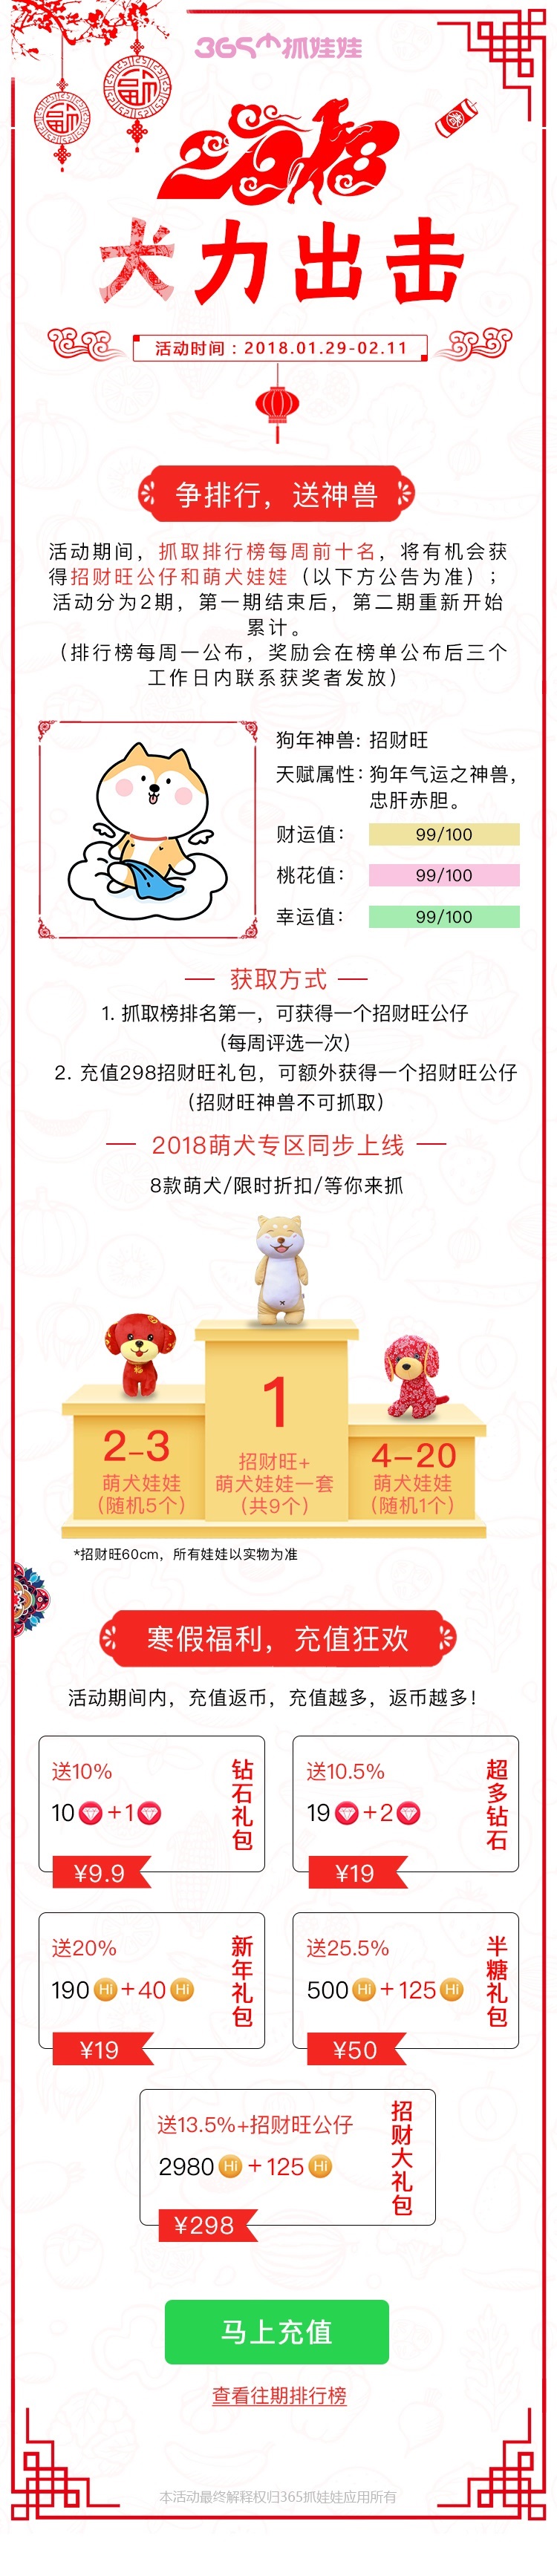 365抓娃娃
福
福
春
2018
犬力出击
活动时间：2018.01.29-02.11
争排行，送神兽
活动期间，抓取排行榜每周前十名，将有机会获
得招财旺公仔和萌犬娃娃（以下方公告为准）；
活动分为2期，第一期结束后，第二期重新开始
累计。
（排行榜每周一公布，奖励会在榜单公布后三个
工作日内联系获奖者发放）
狗年神兽: 招财旺
天赋属性：狗年气运之神兽，
忠肝赤胆。
财运值： 99/100
桃花值： 99/100
幸运值： 99/100
获取方式
1. 抓取榜排名第一，可获得一个招财旺公仔
（每周评选一次）
2. 充值298招财旺礼包，可额外获得一个招财旺公仔
（招财旺神兽不可抓取）
2018萌犬专区同步上线
8款萌犬/限时折扣/等你来抓
1
招财旺+
萌犬娃娃一套
（共9个）
2-3
萌犬娃娃
（随机5个）
4-20
萌犬娃娃
（随机1个）
*招财旺60cm，所有娃娃以实物为准
寒假福利，充值狂欢
活动期间内，充值返币，充值越多，返币越多！
送10%
10+1
钻石礼包
¥9.9
送10.5%
19+2
超多钻石
¥19
送20%
190 Hi +40 Hi
新年礼包
¥19
送25.5%
500 Hi +125 Hi
半糖礼包
¥50
送13.5%+招财旺公仔
2980 Hi +125 Hi
招财大礼包
¥298
马上充值
查看往期排行榜
本活动最终解释权归365抓娃娃应用所有